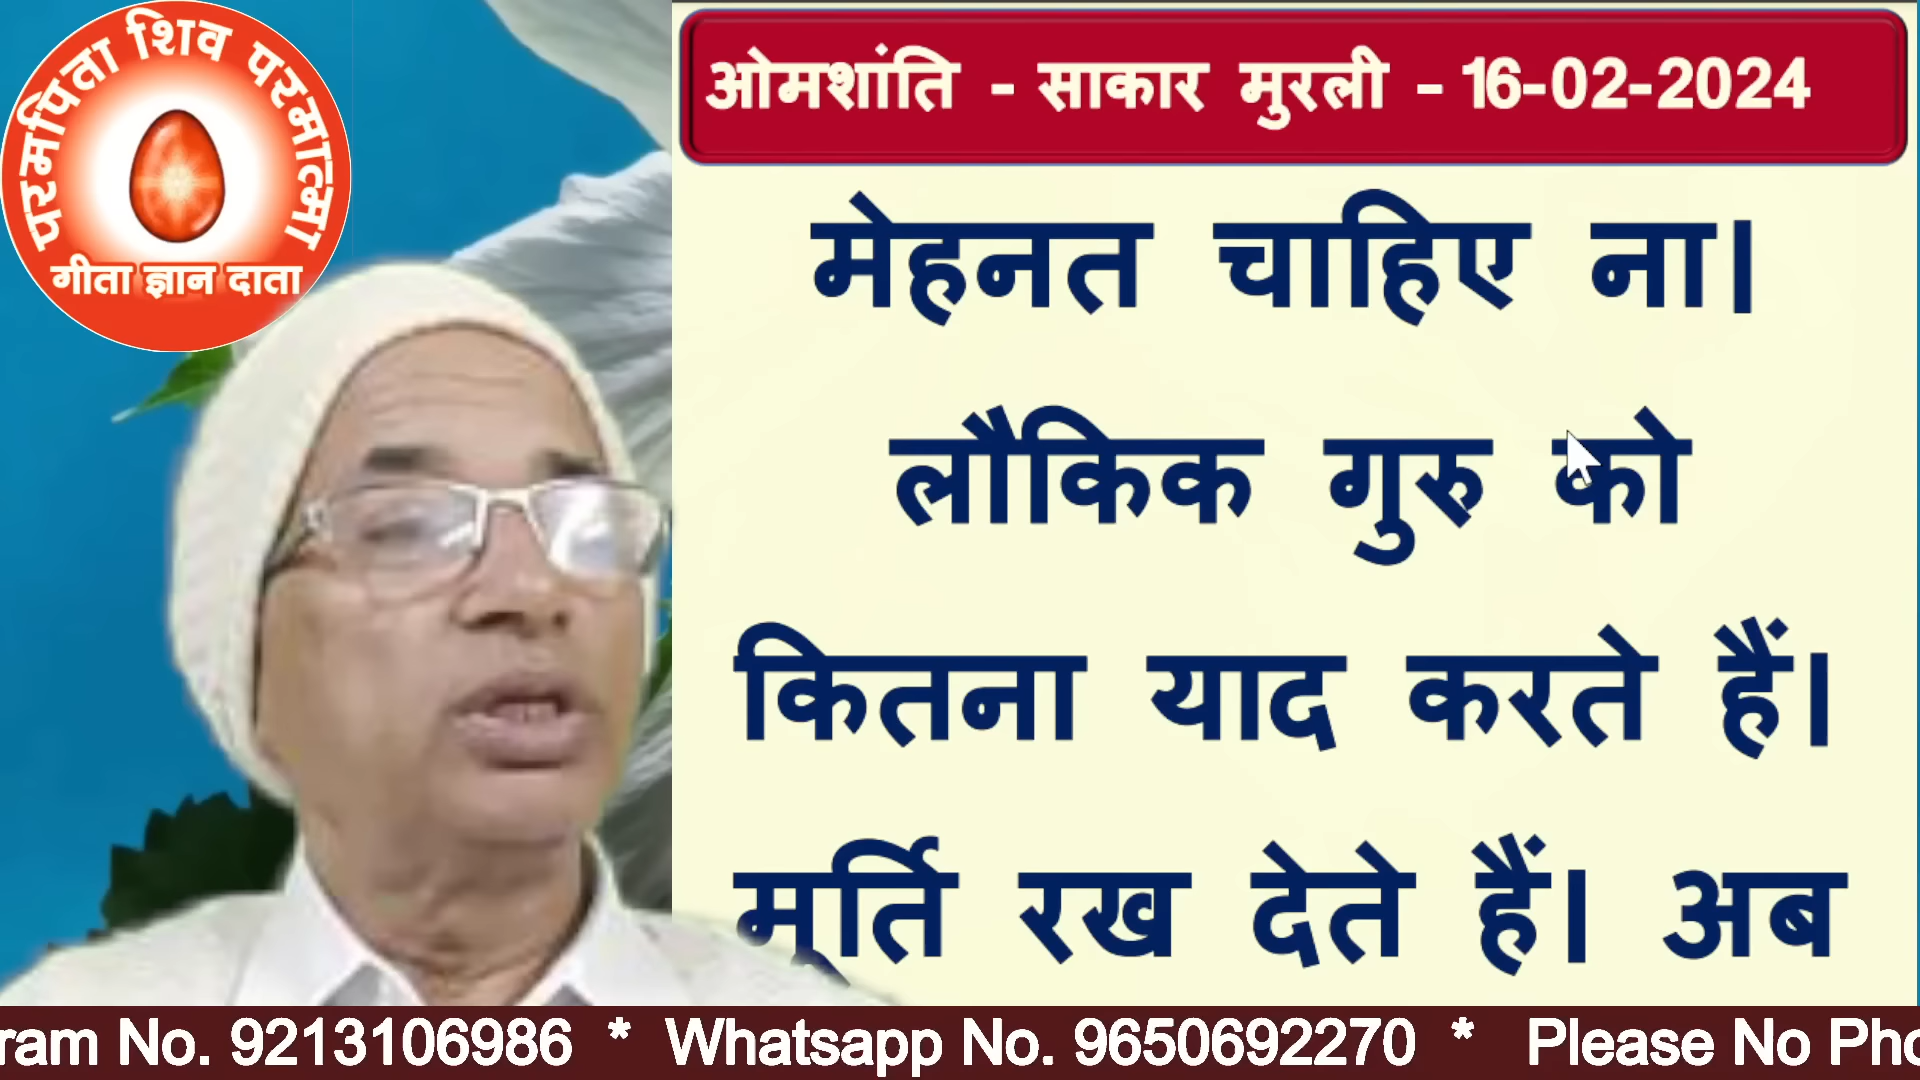 परमपिता शिव परमात्मा
गीता ज्ञान दाता
ओमशांति - साकार मुरली - 16-02-2024
मेहनत चाहिए ना।
लौकिक गुरु को
कितना याद करते हैं।
मूर्ति रख देते हैं। अब
ram No. 9213106986 * Whatsapp No. 9650692270 * Please No Pho